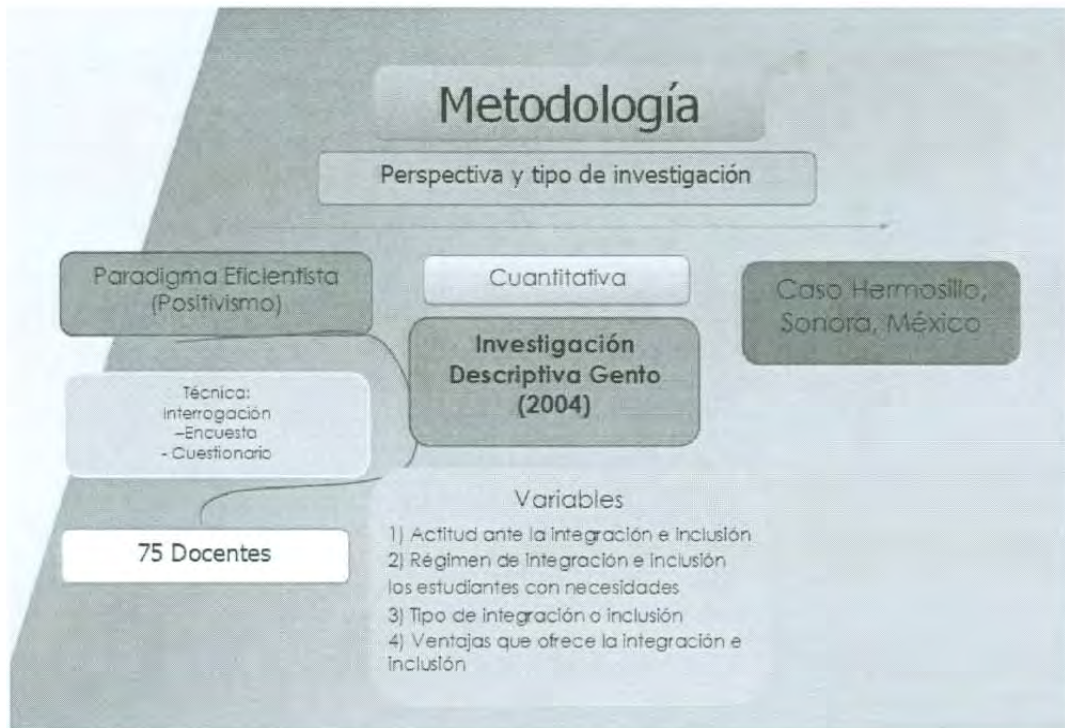 Metodología
Perspectiva y tipo de investigación
Paradigma Eficientista
(Positivismo)
Cuantitativa
Caso Hermosillo,
Sonora, México
Investigación
Descriptiva Gento
(2004)
Técnica:
Interrogación
–Encuesta
- Cuestionario
75 Docentes
Variables
1) Actitud ante la integración e inclusión
2) Régimen de integración e inclusión
los estudiantes con necesidades
3) Tipo de integración o inclusión
4) Ventajas que ofrece la integración e
inclusión